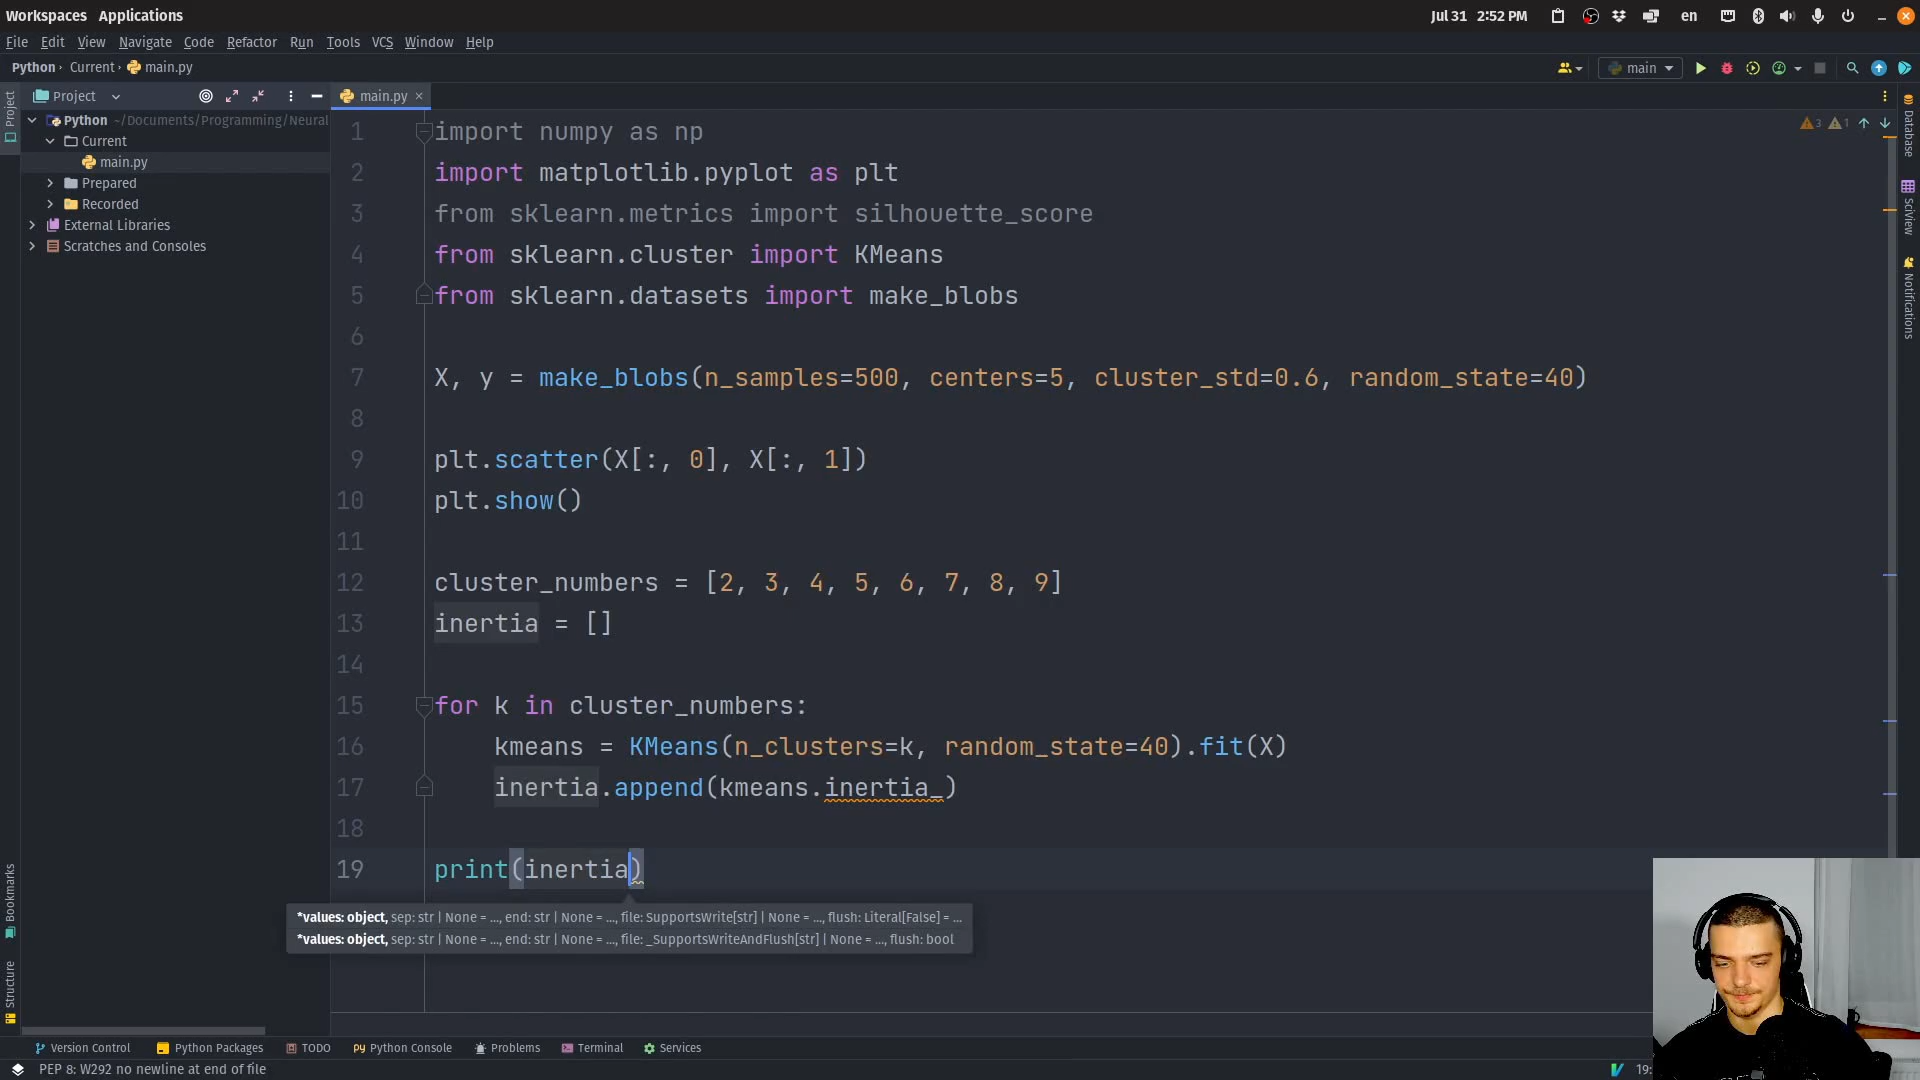 Workspaces Applications
Jul 31 2:52 PM
en
File Edit View Navigate Code Refactor Run Tools VCS Window Help
Python Current main.py
main
Project
Project
main.py
Python ~/Documents/Programming/Neural
Current
main.py
Prepared
Recorded
External Libraries
Scratches and Consoles
3 1
1 import numpy as np
2 import matplotlib.pyplot as plt
3 from sklearn.metrics import silhouette_score
4 from sklearn.cluster import KMeans
5 from sklearn.datasets import make_blobs
6
7 X, y = make_blobs(n_samples=500, centers=5, cluster_std=0.6, random_state=40)
8
9 plt.scatter(X[:, 0], X[:, 1])
10 plt.show()
11
12 cluster_numbers = [2, 3, 4, 5, 6, 7, 8, 9]
13 inertia = []
14
15 for k in cluster_numbers:
16 kmeans = KMeans(n_clusters=k, random_state=40).fit(X)
17 inertia.append(kmeans.inertia_)
18
19 print(inertia)
*values: object, sep: str | None = ..., end: str | None = ..., file: SupportsWrite[str] | None = ..., flush: Literal[False] = ...
*values: object, sep: str | None = ..., end: str | None = ..., file: _SupportsWriteAndFlush[str] | None = ..., flush: bool
Database
SciView
Notifications
Bookmarks
Structure
Version Control Python Packages TODO Python Console Problems Terminal Services
PEP 8: W292 no newline at end of file
19: